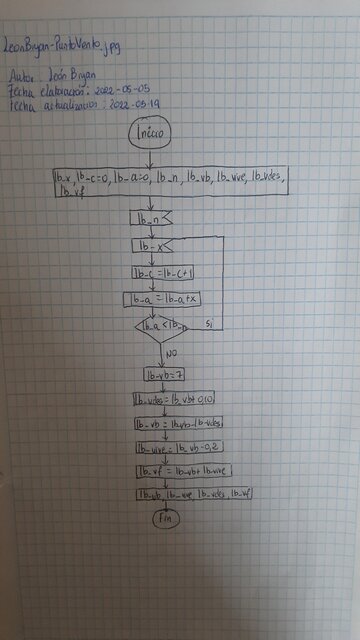 LeonBryan-PuntoVenta.jpg
Autor: León Bryan
Fecha elaboración: 2022-05-05
Fecha actualización: 2022-05-19
Inicio
lb_x, lb_c=0, lb_a=0, lb_n, lb_vb, lb_vive, lb_vdes,
lb_vf
lb_n
lb_x
lb_c=lb_c+1
lb_a=lb_a+x
lb_a<lb_n
si
NO
lb_vb=7
lb_vdes=lb_vb*0,10
lb_vb=lb_vb-lb_vdes
lb_vive=lb_vb*0,2
lb_vf=lb_vb+lb_vive
lb_vb, lb_vive, lb_vdes, lb_vf
Fin